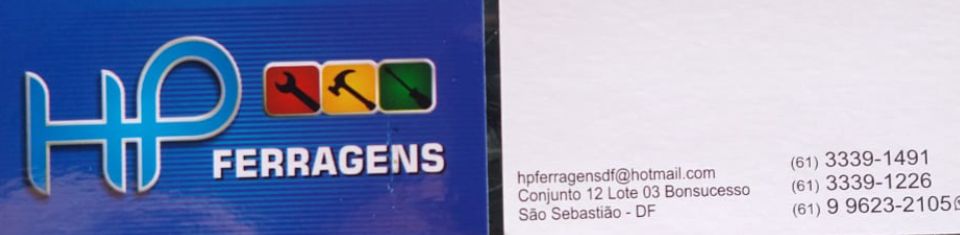 HP
FERRAGENS
hpferragensdf@hotmail.com
Conjunto 12 Lote 03 Bonsucesso
São Sebastião - DF
(61) 3339-1491
(61) 3339-1226
(61) 9 9623-2105